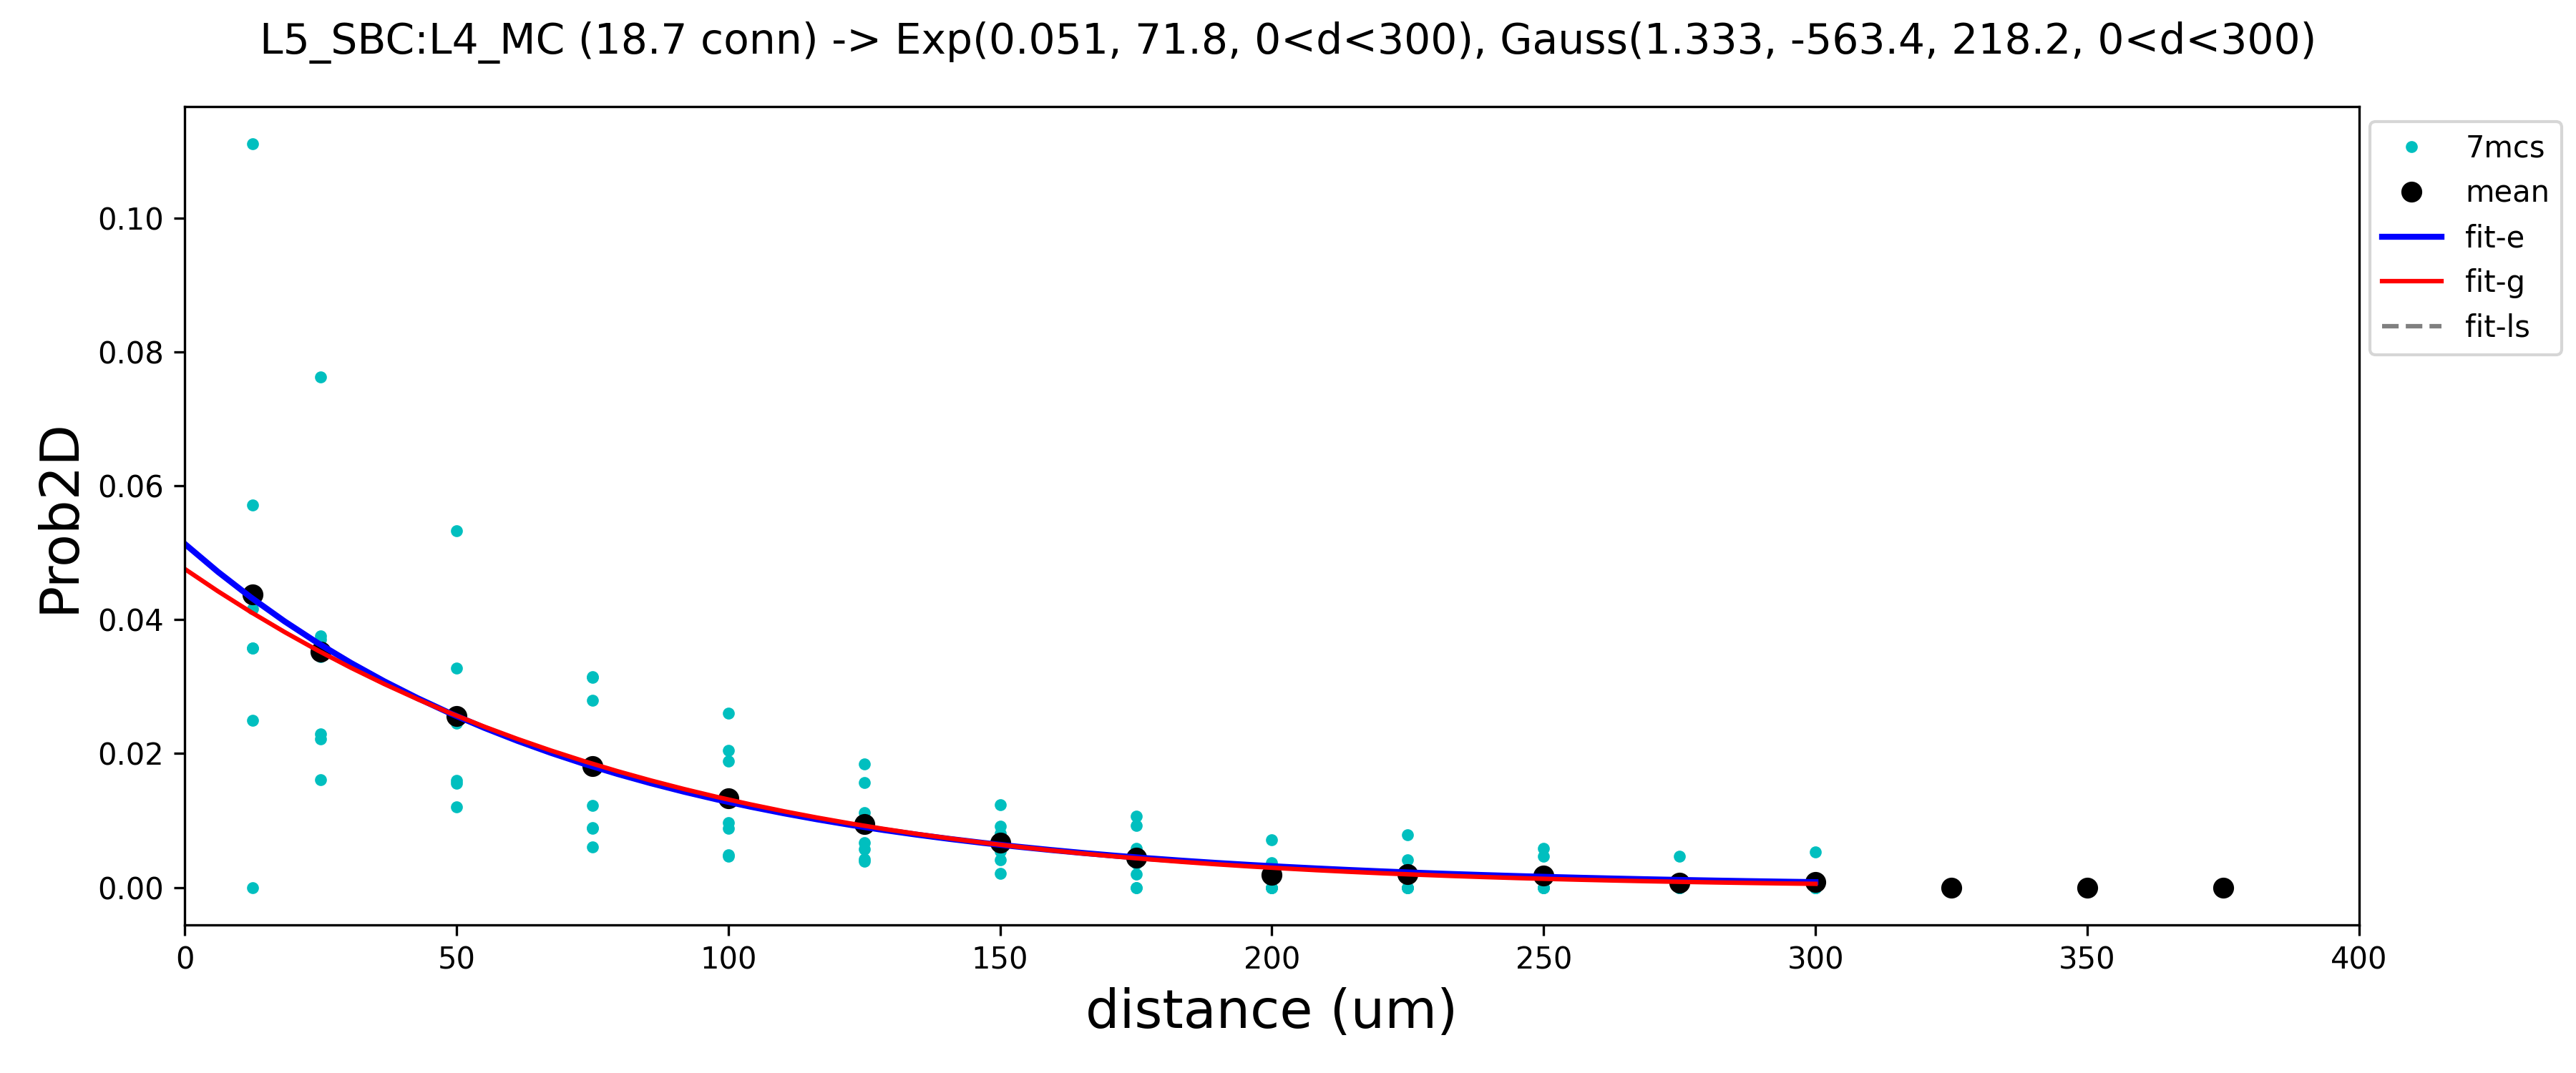 L5_SBC:L4_MC (18.7 conn) -> Exp(0.051, 71.8, 0<d<300), Gauss(1.333, -563.4, 218.2, 0<d<300)
7mcs
mean
fit-e
fit-g
fit-ls
Prob2D
0.10
0.08
0.06
0.04
0.02
0.00
0 50 100 150 200 250 300 350 400
distance (um)